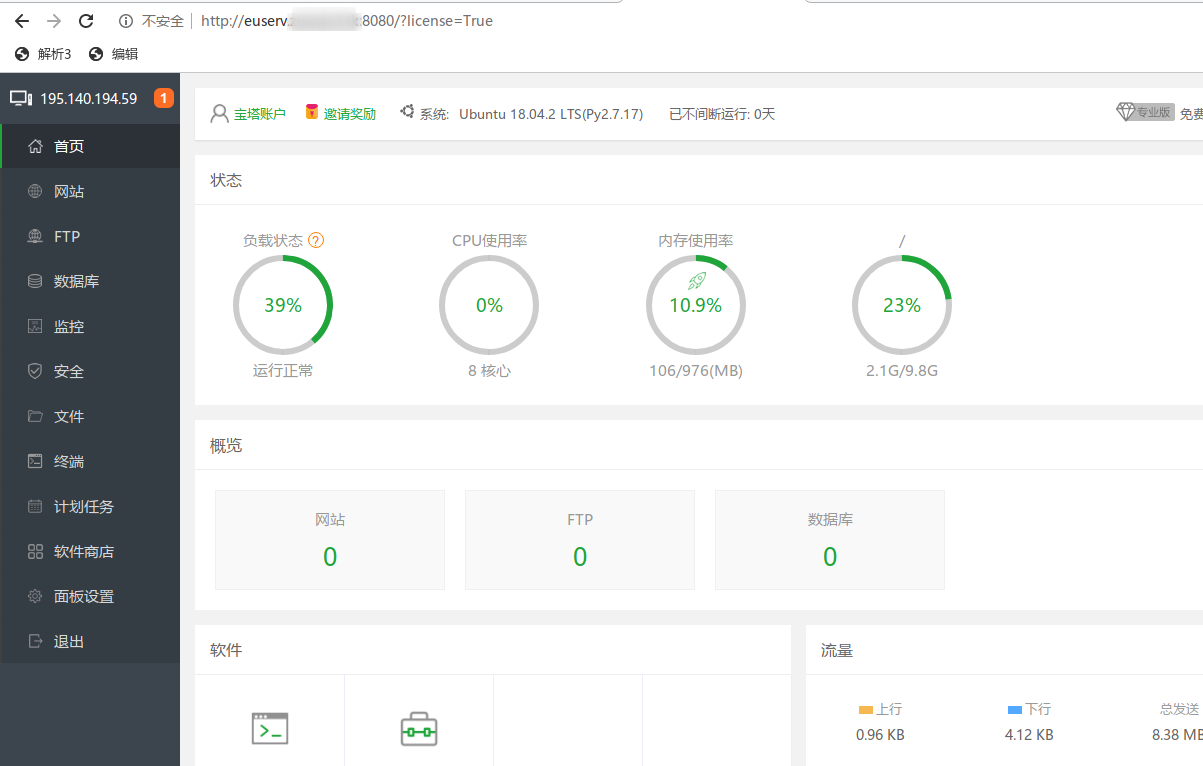 不安全 http://euserv. :8080/?license=True
解析3 编辑
195.140.194.59 1
宝塔账户 邀请奖励 系统: Ubuntu 18.04.2 LTS(Py2.7.17) 已不间断运行: 0天 专业版 免费
首页
网站
FTP
数据库
监控
安全
文件
终端
计划任务
软件商店
面板设置
退出
状态
负载状态 ? CPU使用率 内存使用率 /
39% 0% 10.9% 23%
运行正常 8 核心 106/976(MB) 2.1G/9.8G
概览
网站 FTP 数据库
0 0 0
软件 流量
上行 下行 总发送
0.96 KB 4.12 KB 8.38 MB